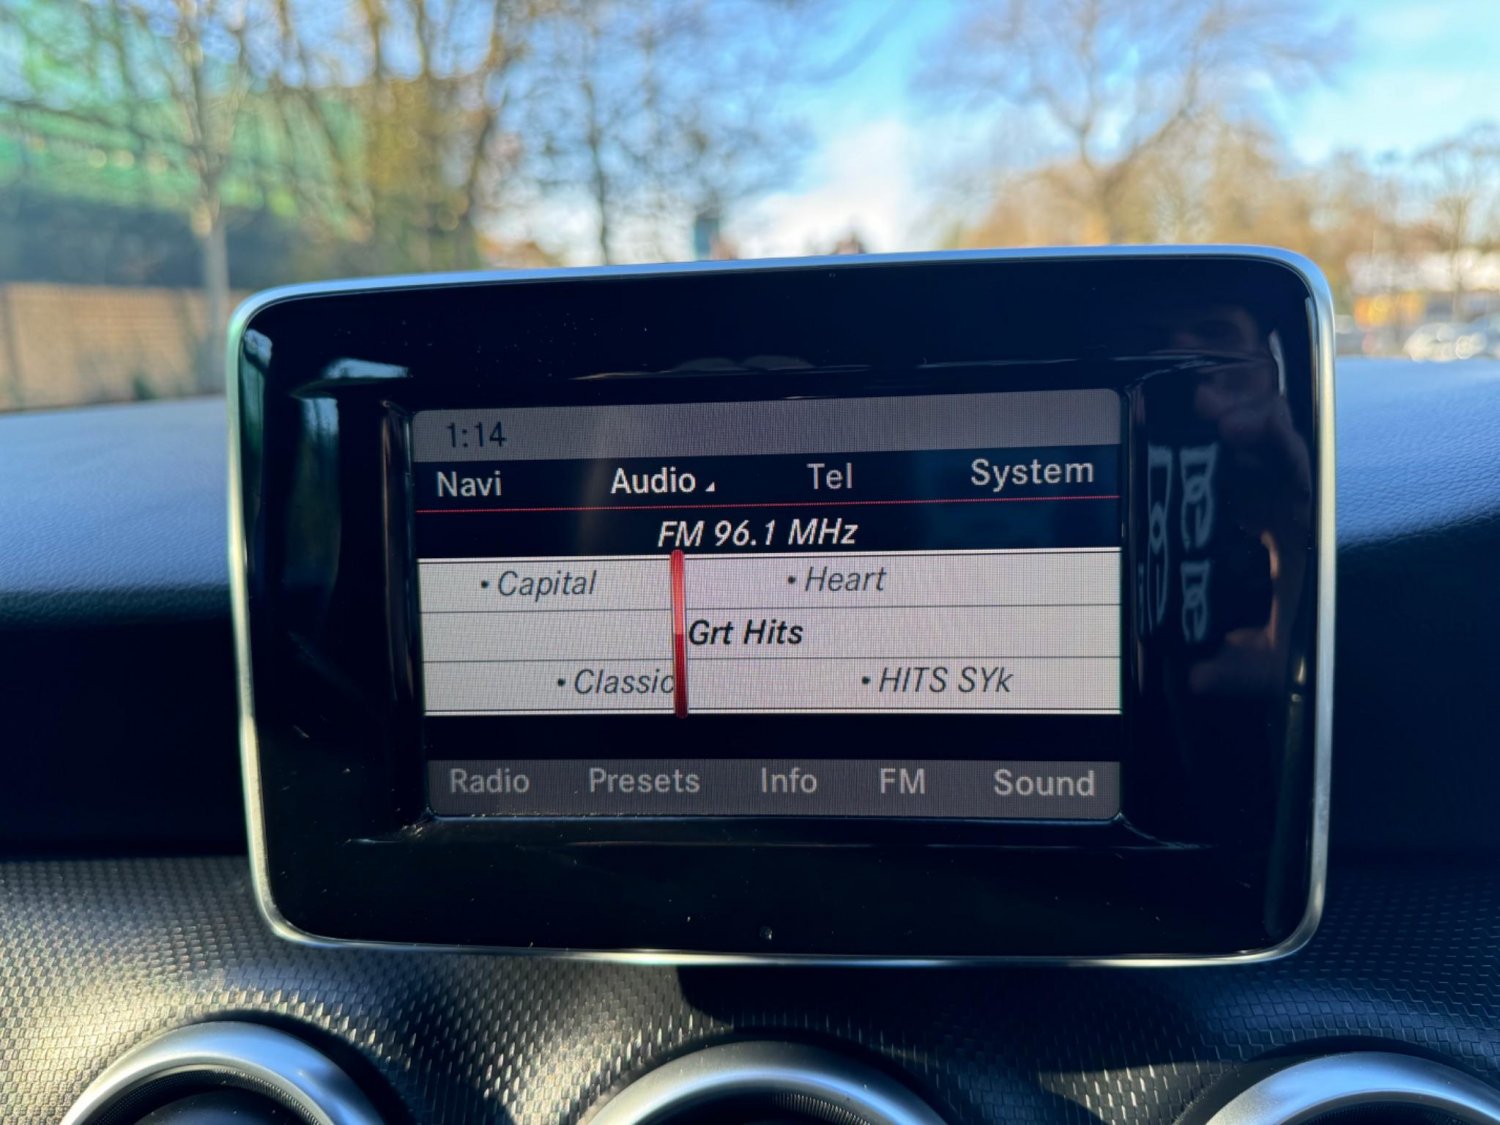 1:14
Navi Audio Tel System
FM 96.1 MHz
• Capital • Heart
Grt Hits
• Classic • HITS SYk
Radio Presets Info FM Sound